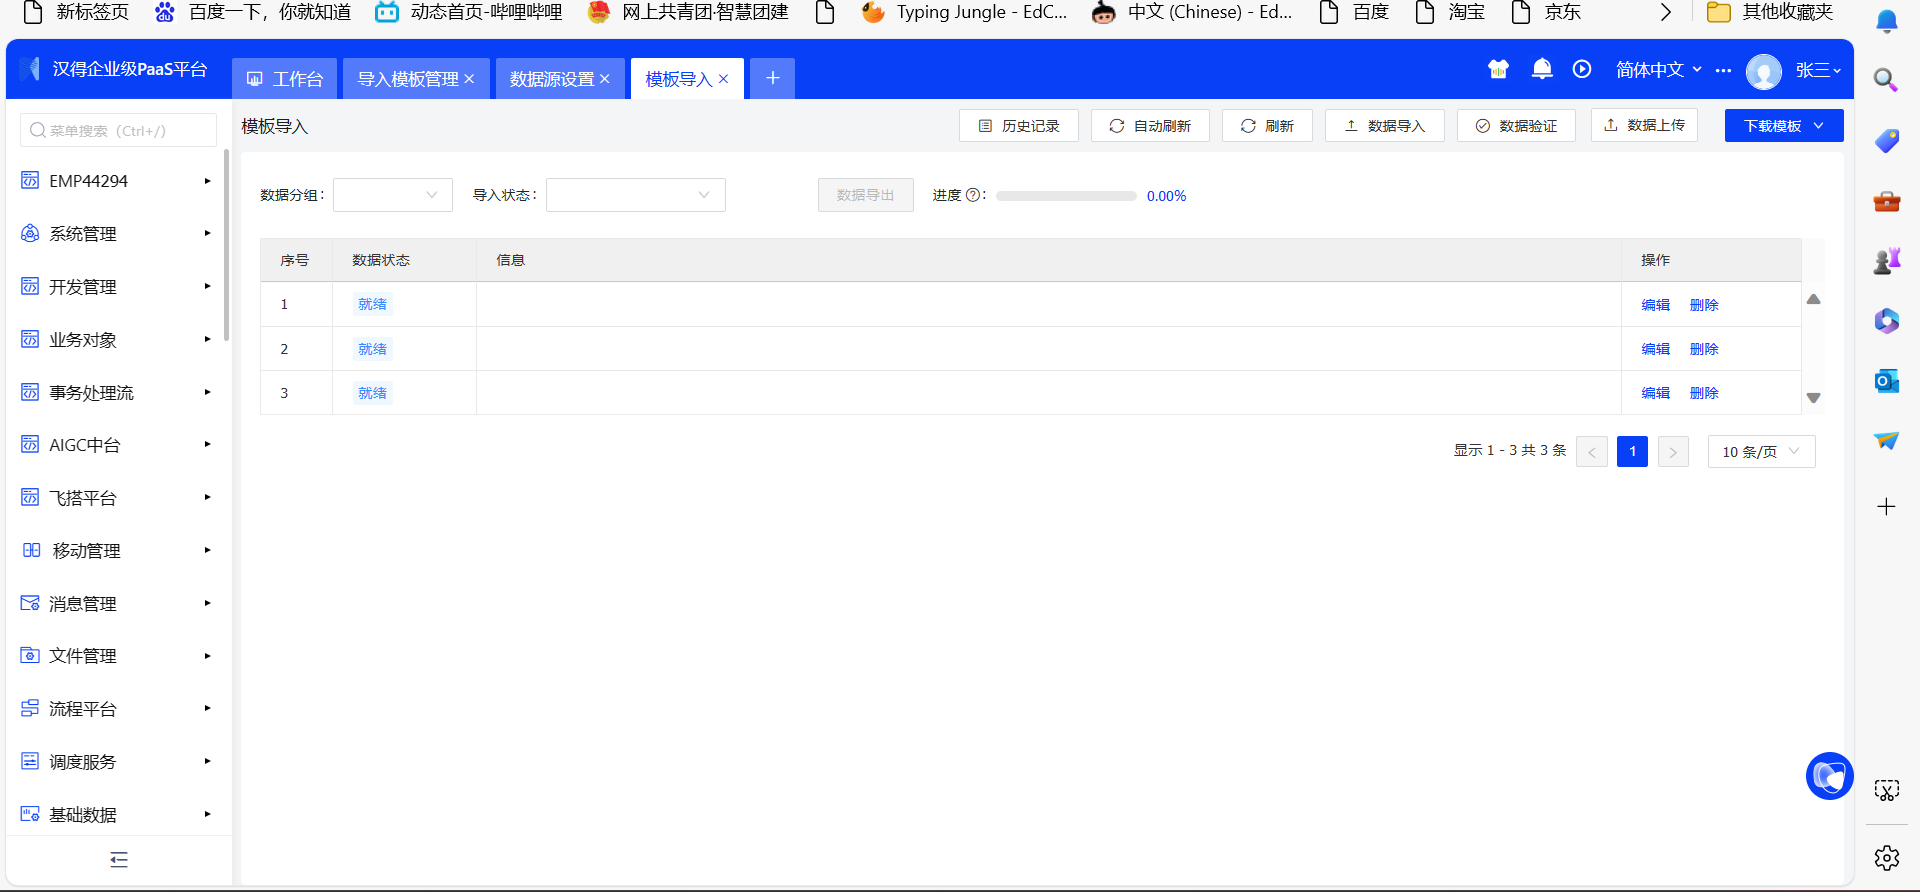 新标签页 百度一下，你就知道 动态首页-哔哩哔哩 网上共青团·智慧团建 Typing Jungle - EdC... 中文 (Chinese) - Ed... 百度 淘宝 京东 其他收藏夹
汉得企业级PaaS平台 工作台 导入模板管理 数据源设置 模板导入 简体中文 张三
菜单搜索（Ctrl+/）
模板导入 历史记录 自动刷新 刷新 数据导入 数据验证 数据上传 下载模板
EMP44294
系统管理
开发管理
业务对象
事务处理流
AIGC中台
飞搭平台
移动管理
消息管理
文件管理
流程平台
调度服务
基础数据
数据分组： 导入状态： 数据导出 进度 ?： 0.00%
序号 数据状态 信息 操作
1 就绪 编辑 删除
2 就绪 编辑 删除
3 就绪 编辑 删除
显示 1 - 3 共 3 条 < 1 > 10 条/页